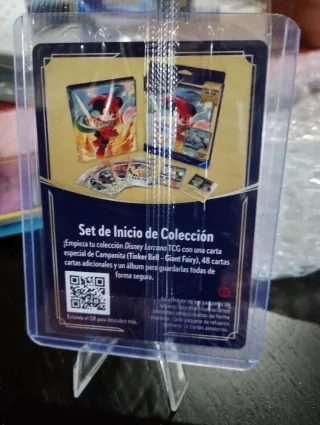 Set de Inicio de Colección
¡Empieza tu colección Disney Lorcana TCG con una carta
especial de Campanita (Tinker Bell - Giant Fairy), 48 cartas
cartas adicionales y un álbum para guardarlas todas de
forma segura.
Escanea el QR para descubrir más.